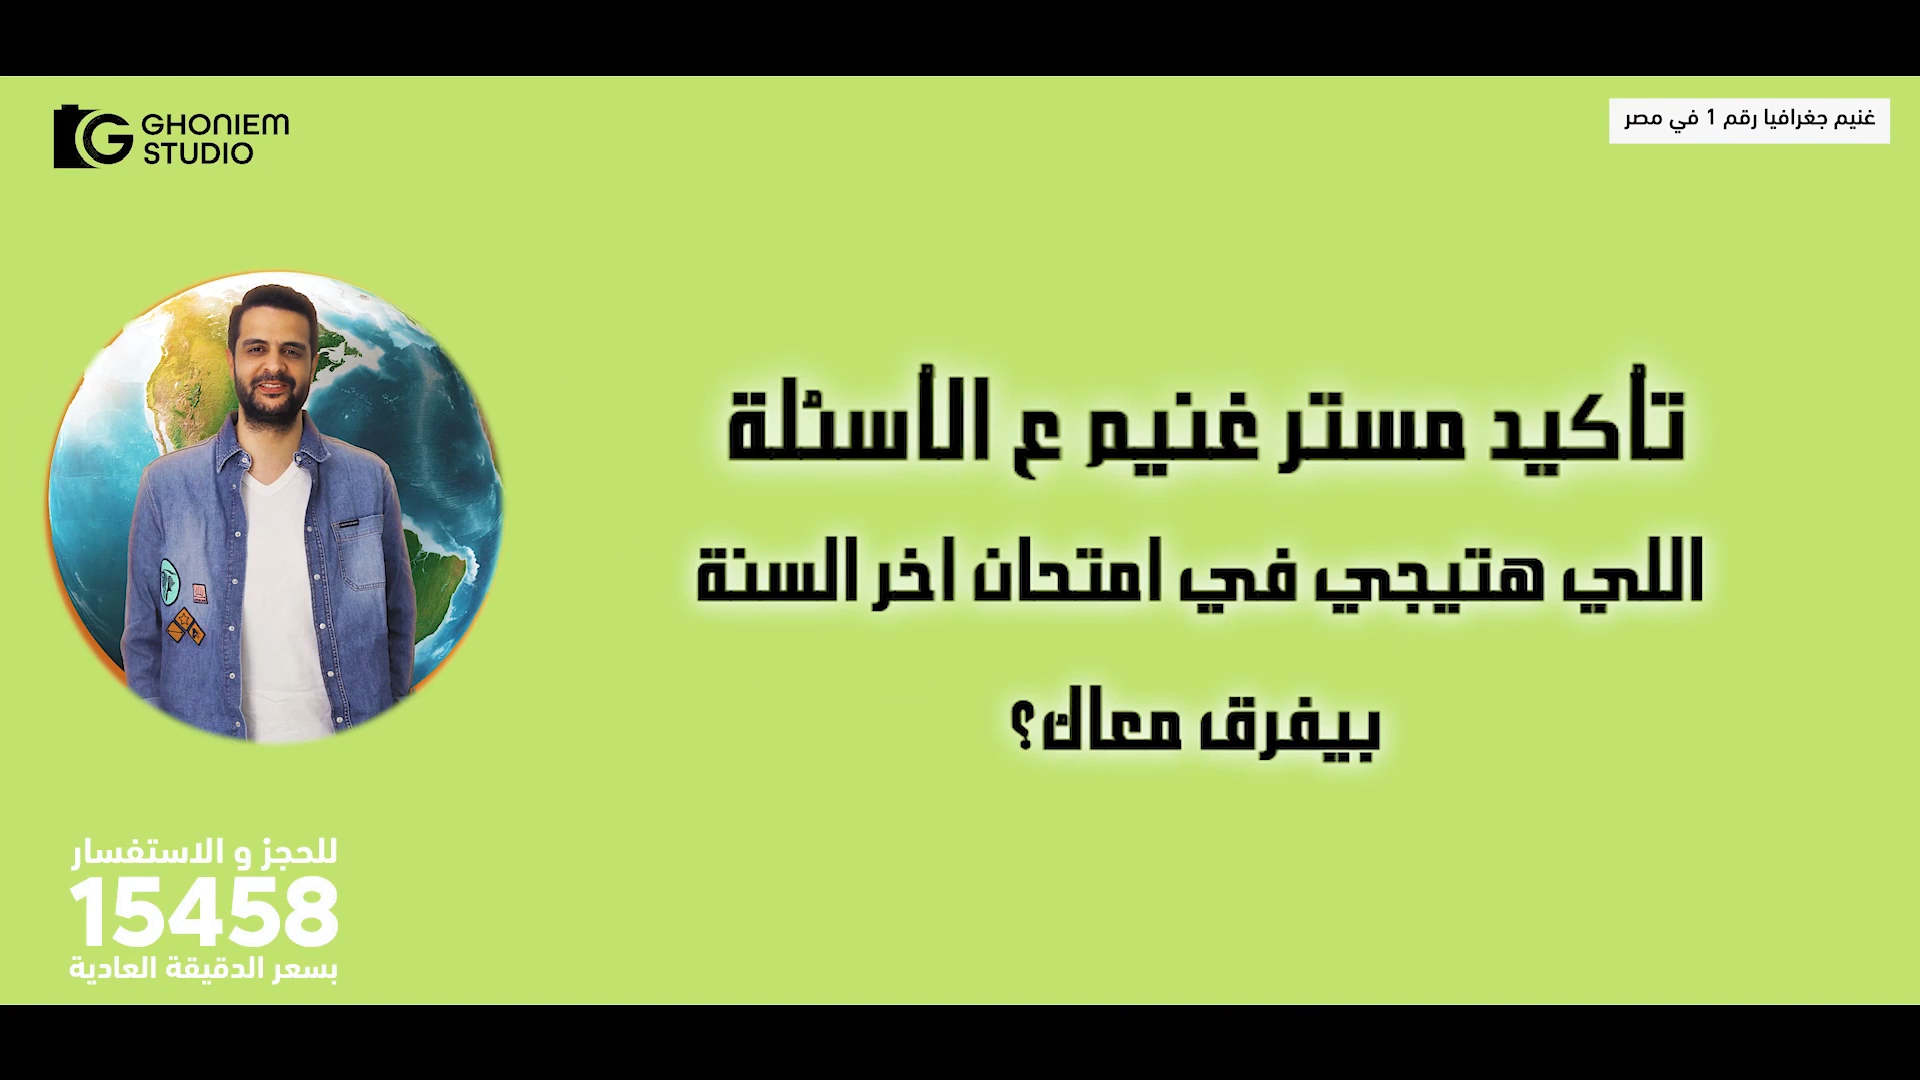 GHONIEM
STUDIO
غنيم جغرافيا رقم 1 في مصر
تأكيد مستر غنيم ع الأسئلة
اللي هتيجي في امتحان اخر السنة
بيفرق معاك؟
للحجز و الاستفسار
15458
بسعر الدقيقة العادية